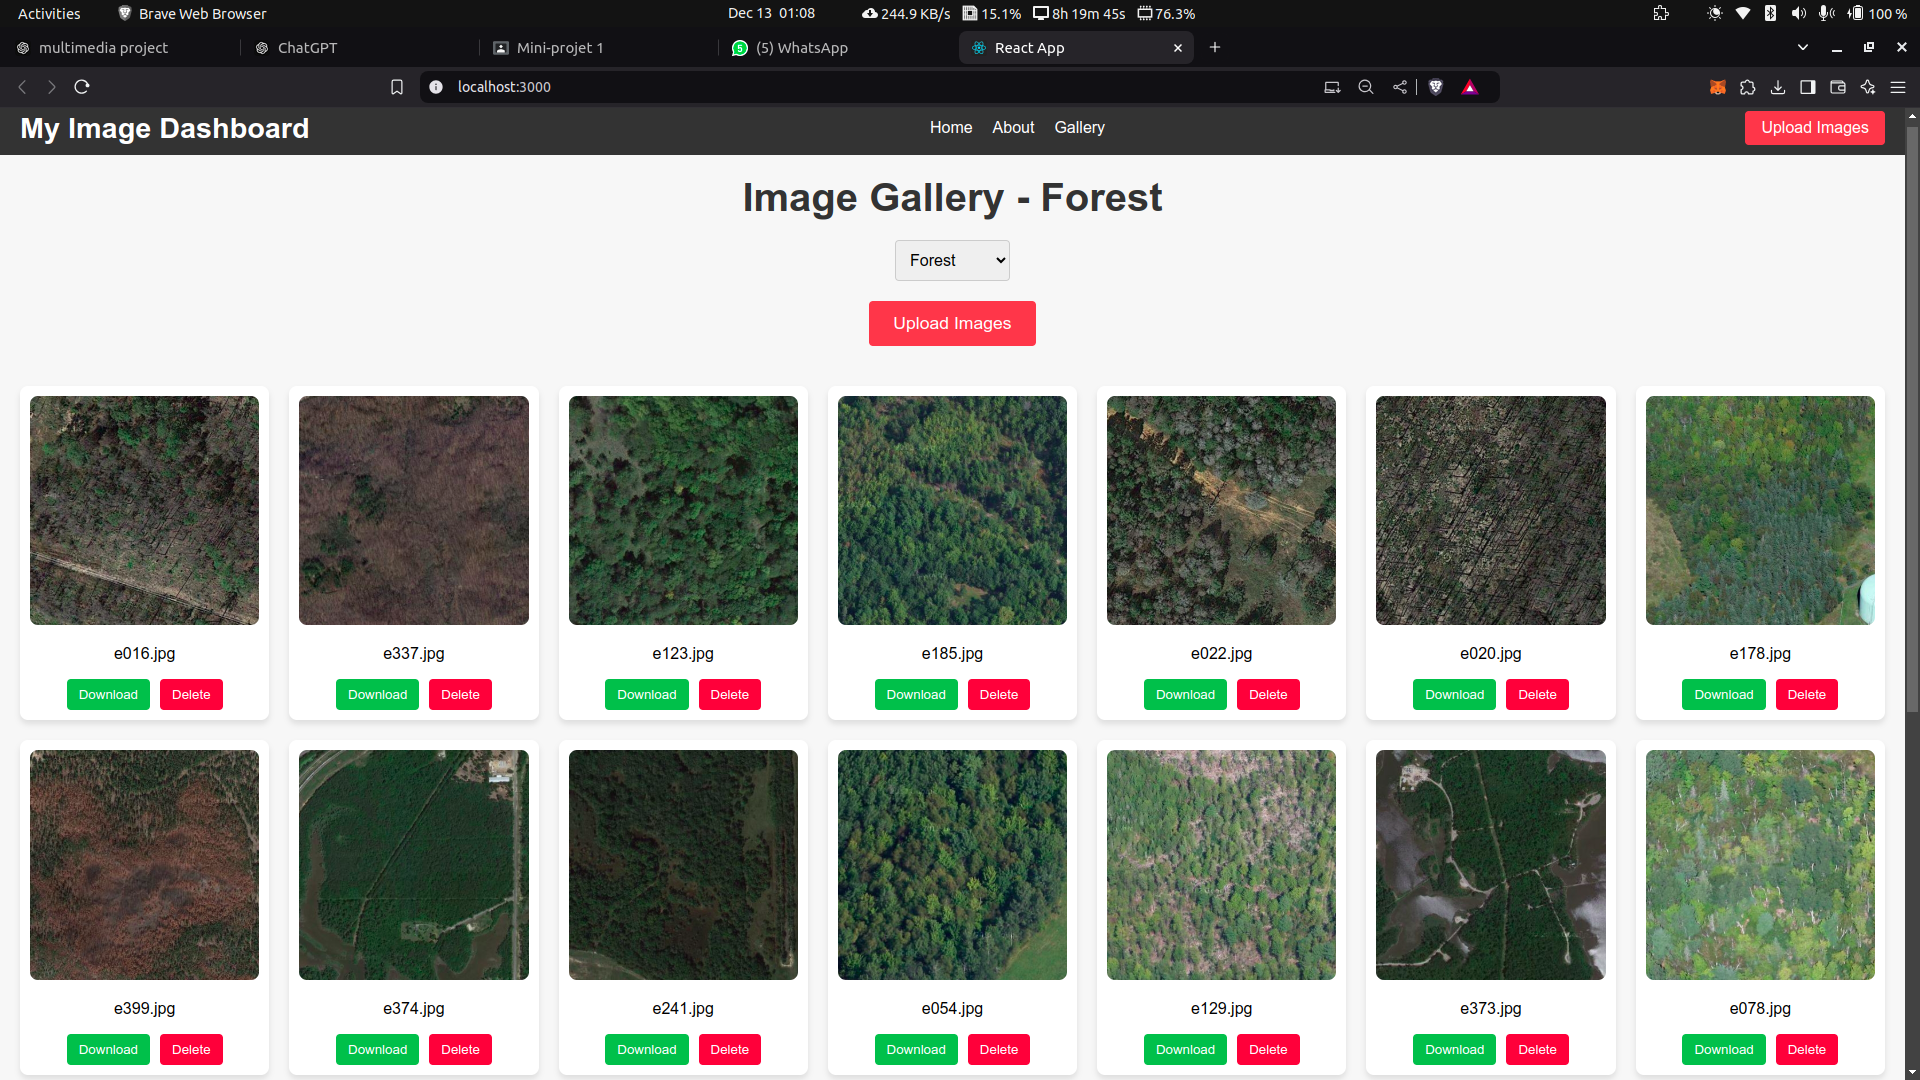 Activities Brave Web Browser Dec 13 01:08 244.9 KB/s 15.1% 8h 19m 45s 76.3% 100 %
multimedia project ChatGPT Mini-projet 1 (5) WhatsApp React App
localhost:3000
My Image Dashboard Home About Gallery Upload Images
Image Gallery - Forest
Forest
Upload Images
e016.jpg e337.jpg e123.jpg e185.jpg e022.jpg e020.jpg e178.jpg
Download Delete Download Delete Download Delete Download Delete Download Delete Download Delete Download Delete
e399.jpg e374.jpg e241.jpg e054.jpg e129.jpg e373.jpg e078.jpg
Download Delete Download Delete Download Delete Download Delete Download Delete Download Delete Download Delete